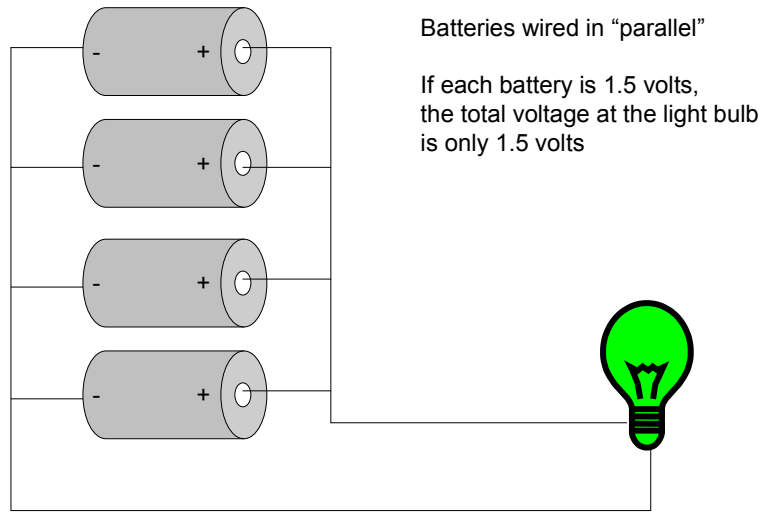 Batteries wired in “parallel”
If each battery is 1.5 volts,
the total voltage at the light bulb
is only 1.5 volts
- +
- +
- +
- +